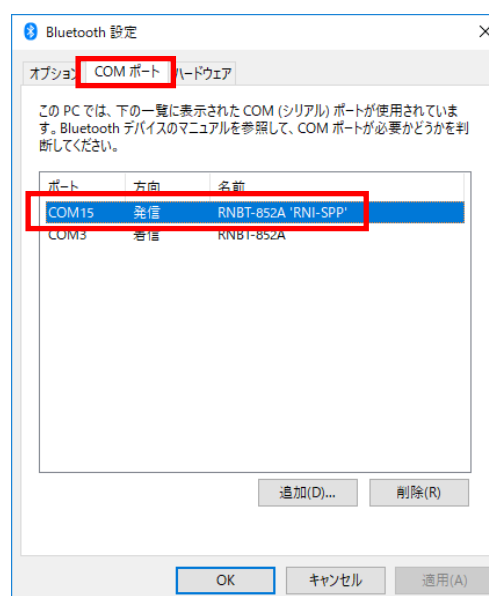 Bluetooth 設定
オプション COM ポート ハードウェア
この PC では、下の一覧に表示された COM (シリアル) ポートが使用されていま
す。Bluetooth デバイスのマニュアルを参照して、COM ポートが必要かどうかを判
断してください。
ポート 方向 名前
COM15 発信 RNBT-852A 'RNI-SPP'
COM3 着信 RNBT-852A
追加(D)... 削除(R)
OK キャンセル 適用(A)